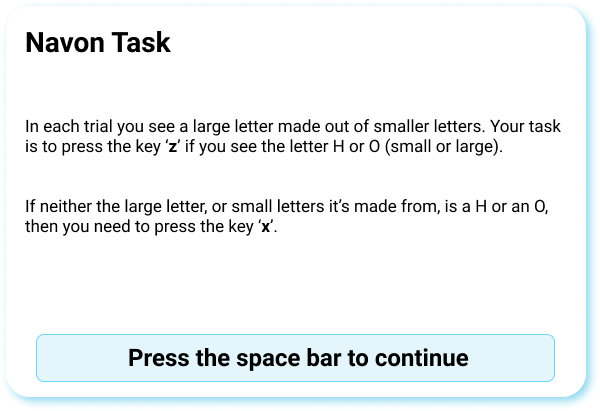 Navon Task
In each trial you see a large letter made out of smaller letters. Your task
is to press the key ‘z’ if you see the letter H or O (small or large).
If neither the large letter, or small letters it’s made from, is a H or an O,
then you need to press the key ‘x’.
Press the space bar to continue